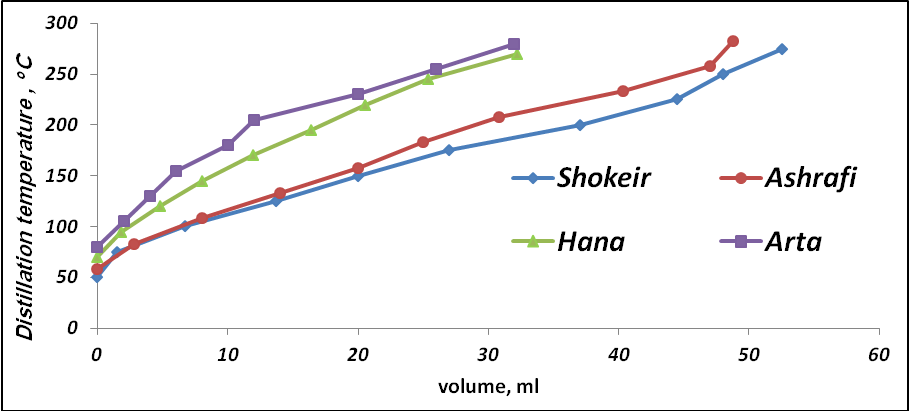 Distillation temperature , °C
300
250
200
150
100
50
0
0 10 20 30 40 50 60
volume, ml
Shokeir Ashrafi
Hana Arta